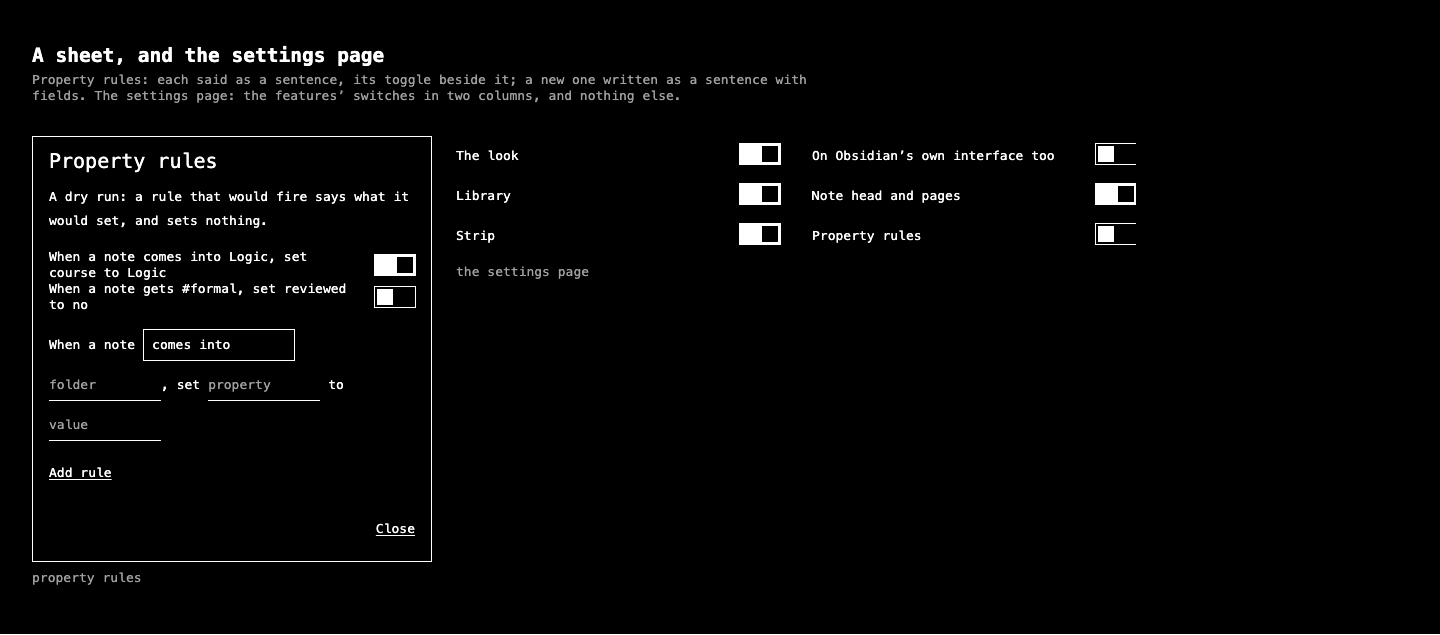 A sheet, and the settings page
Property rules: each said as a sentence, its toggle beside it; a new one written as a sentence with
fields. The settings page: the features’ switches in two columns, and nothing else.
Property rules
A dry run: a rule that would fire says what it
would set, and sets nothing.
When a note comes into Logic, set
course to Logic
When a note gets #formal, set reviewed
to no
When a note comes into
folder , set property to
value
Add rule
Close
property rules
The look
On Obsidian’s own interface too
Library
Note head and pages
Strip
Property rules
the settings page